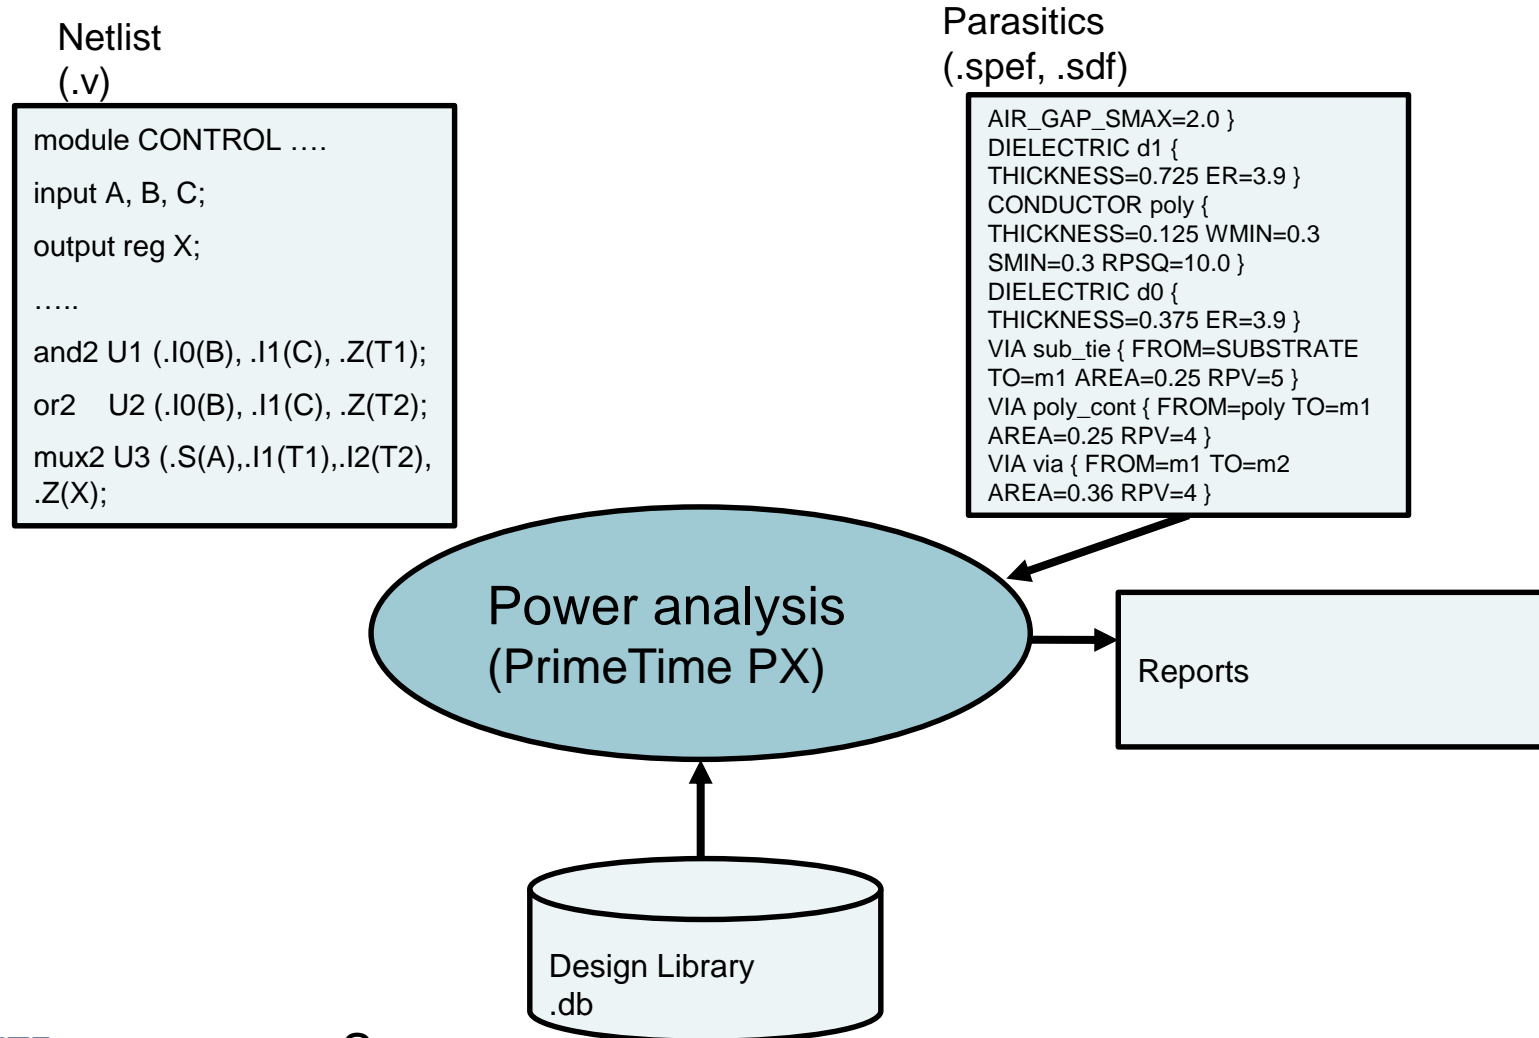 Netlist
(.v)
module CONTROL ….
input A, B, C;
output reg X;
…..
and2 U1 (.I0(B), .I1(C), .Z(T1);
or2 U2 (.I0(B), .I1(C), .Z(T2);
mux2 U3 (.S(A),.I1(T1),.I2(T2),
.Z(X);
Parasitics
(.spef, .sdf)
AIR_GAP_SMAX=2.0 }
DIELECTRIC d1 {
THICKNESS=0.725 ER=3.9 }
CONDUCTOR poly {
THICKNESS=0.125 WMIN=0.3
SMIN=0.3 RPSQ=10.0 }
DIELECTRIC d0 {
THICKNESS=0.375 ER=3.9 }
VIA sub_tie { FROM=SUBSTRATE
TO=m1 AREA=0.25 RPV=5 }
VIA poly_cont { FROM=poly TO=m1
AREA=0.25 RPV=4 }
VIA via { FROM=m1 TO=m2
AREA=0.36 RPV=4 }
Power analysis
(PrimeTime PX)
Reports
Design Library
.db